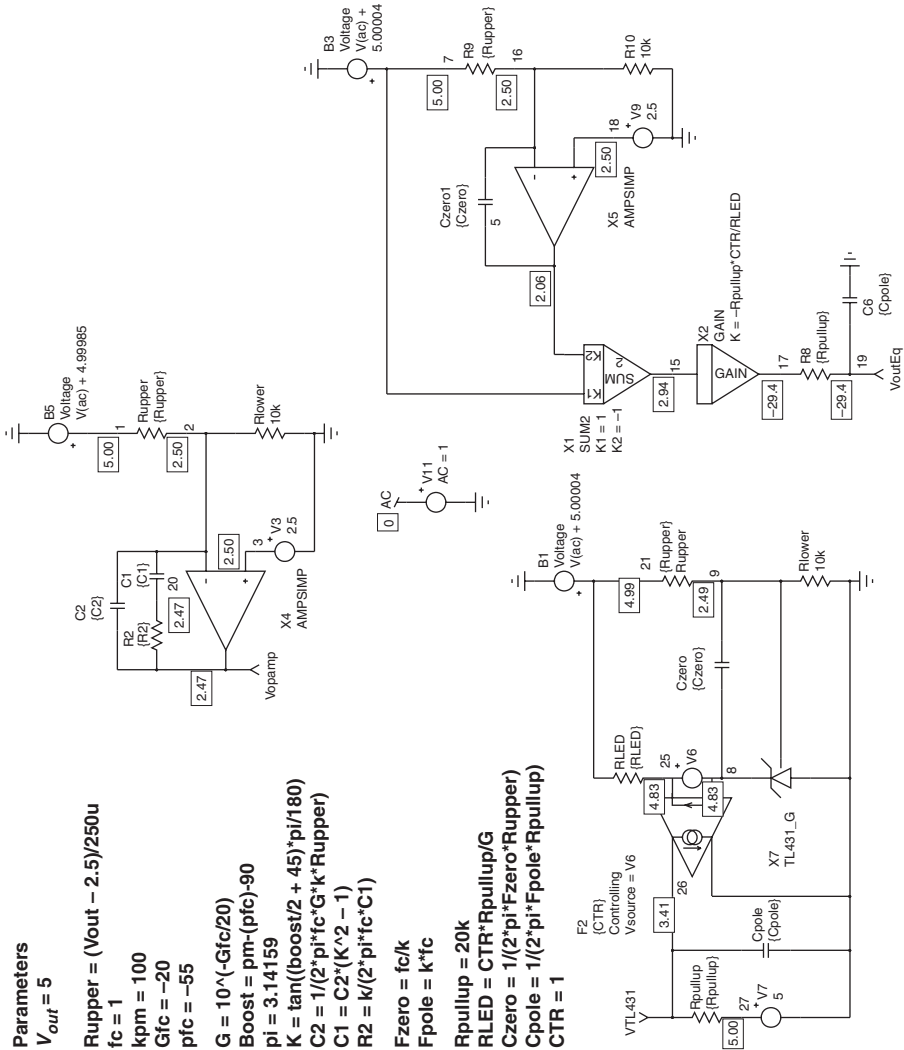 Parameters
Vout = 5
Rupper = (Vout − 2.5)/250u
fc = 1
kpm = 100
Gfc = −20
pfc = −55
G = 10^(-Gfc/20)
Boost = pm-(pfc)-90
pi = 3.14159
K = tan((boost/2 + 45)*pi/180)
C2 = 1/(2*pi*fc*G*k*Rupper)
C1 = C2*(K^2 − 1)
R2 = k/(2*pi*fc*C1)
Fzero = fc/k
Fpole = k*fc
Rpullup = 20k
RLED = CTR*Rpullup/G
Czero = 1/(2*pi*Fzero*Rupper)
Cpole = 1/(2*pi*Fpole*Rpullup)
CTR = 1
B5
Voltage
V(ac) + 4.99985
+
5.00
1
Rupper
{Rupper}
2.50
2
Rlower
10k
C2
{C2}
C1
{C1}
R2
{R2}
20
2.47
2.47
2.50
−
+
3
+
V3
2.5
X4
AMPSIMP
Vopamp
0
AC
+
V11
AC = 1
B3
Voltage
V(ac) +
5.00004
+
5.00
7
R9
{Rupper}
2.50
16
R10
10k
Czero1
{Czero}
5
−
+
2.50
18
+
V9
2.5
X5
AMPSIMP
2.06
K1
K2
SUM
2
X1
SUM2
K1 = 1
K2 = −1
2.94
15
X2
GAIN
K = −Rpullup*CTR/RLED
GAIN
−29.4
17
R8
{Rpullup}
−29.4
19
C6
{Cpole}
VoutEq
B1
Voltage
V(ac) + 5.00004
+
4.99
21
{Rupper}
Rupper
2.49
9
Rlower
10k
Czero
{Czero}
RLED
{RLED}
25
+
V6
4.83
4.83
8
X7
TL431_G
F2
{CTR}
Controlling
Vsource = V6
26
3.41
Cpole
{Cpole}
VTL431
Rpullup
{Rpullup}
27
5.00
+
V7
5